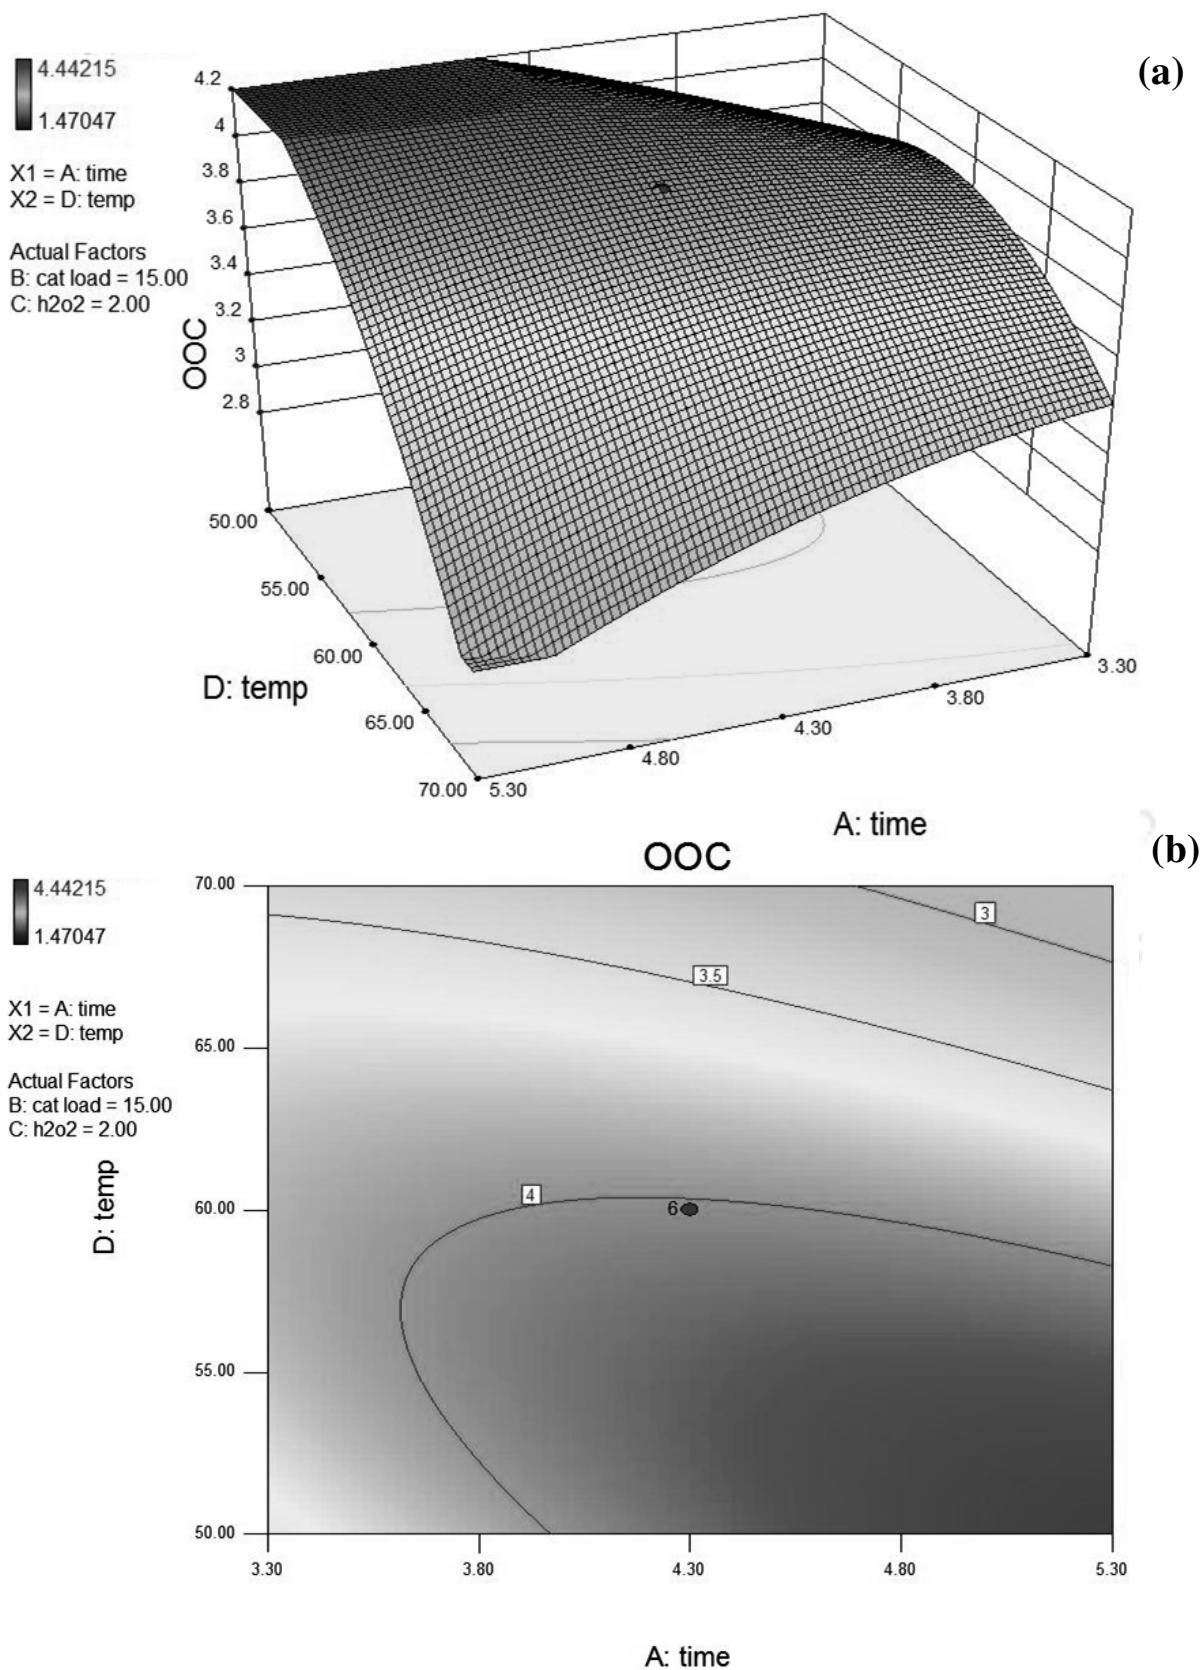 (a)
4.44215
1.47047
X1 = A: time
X2 = D: temp
Actual Factors
B: cat load = 15.00
C: h2o2 = 2.00
4.2
4
3.8
3.6
3.4
3.2
3
2.8
OOC
50.00
55.00
60.00
65.00
70.00
D: temp
5.30
4.80
4.30
3.80
3.30
A: time
(b)
OOC
4.44215
1.47047
X1 = A: time
X2 = D: temp
Actual Factors
B: cat load = 15.00
C: h2o2 = 2.00
D: temp
70.00
65.00
60.00
55.00
50.00
3
3.5
4
6
3.30
3.80
4.30
4.80
5.30
A: time